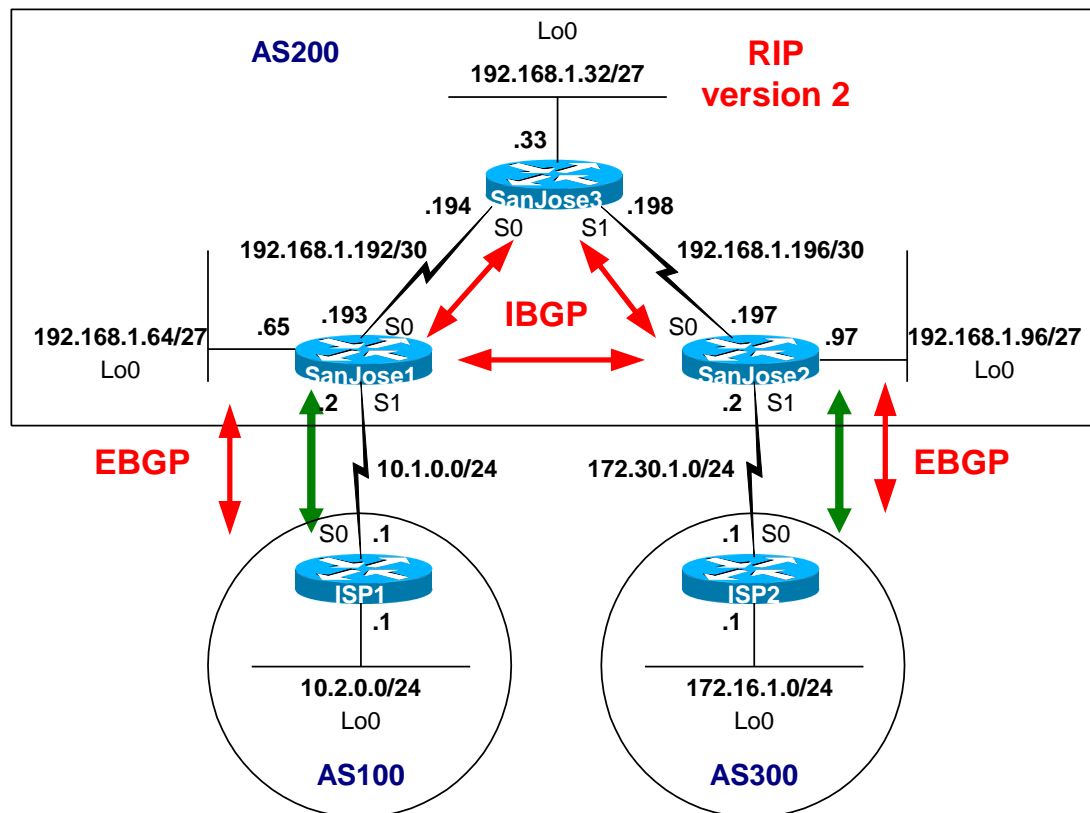 Lo0
AS200
RIP
version 2
192.168.1.32/27
.33
SanJose3
.194
.198
S0
S1
192.168.1.192/30
192.168.1.196/30
.193
S0
IBGP
S0
.197
192.168.1.64/27
.65
.97
192.168.1.96/27
Lo0
SanJose1
SanJose2
Lo0
.2
S1
.2
S1
EBGP
10.1.0.0/24
172.30.1.0/24
EBGP
S0
.1
.1
S0
ISP1
ISP2
.1
.1
10.2.0.0/24
172.16.1.0/24
Lo0
Lo0
AS100
AS300